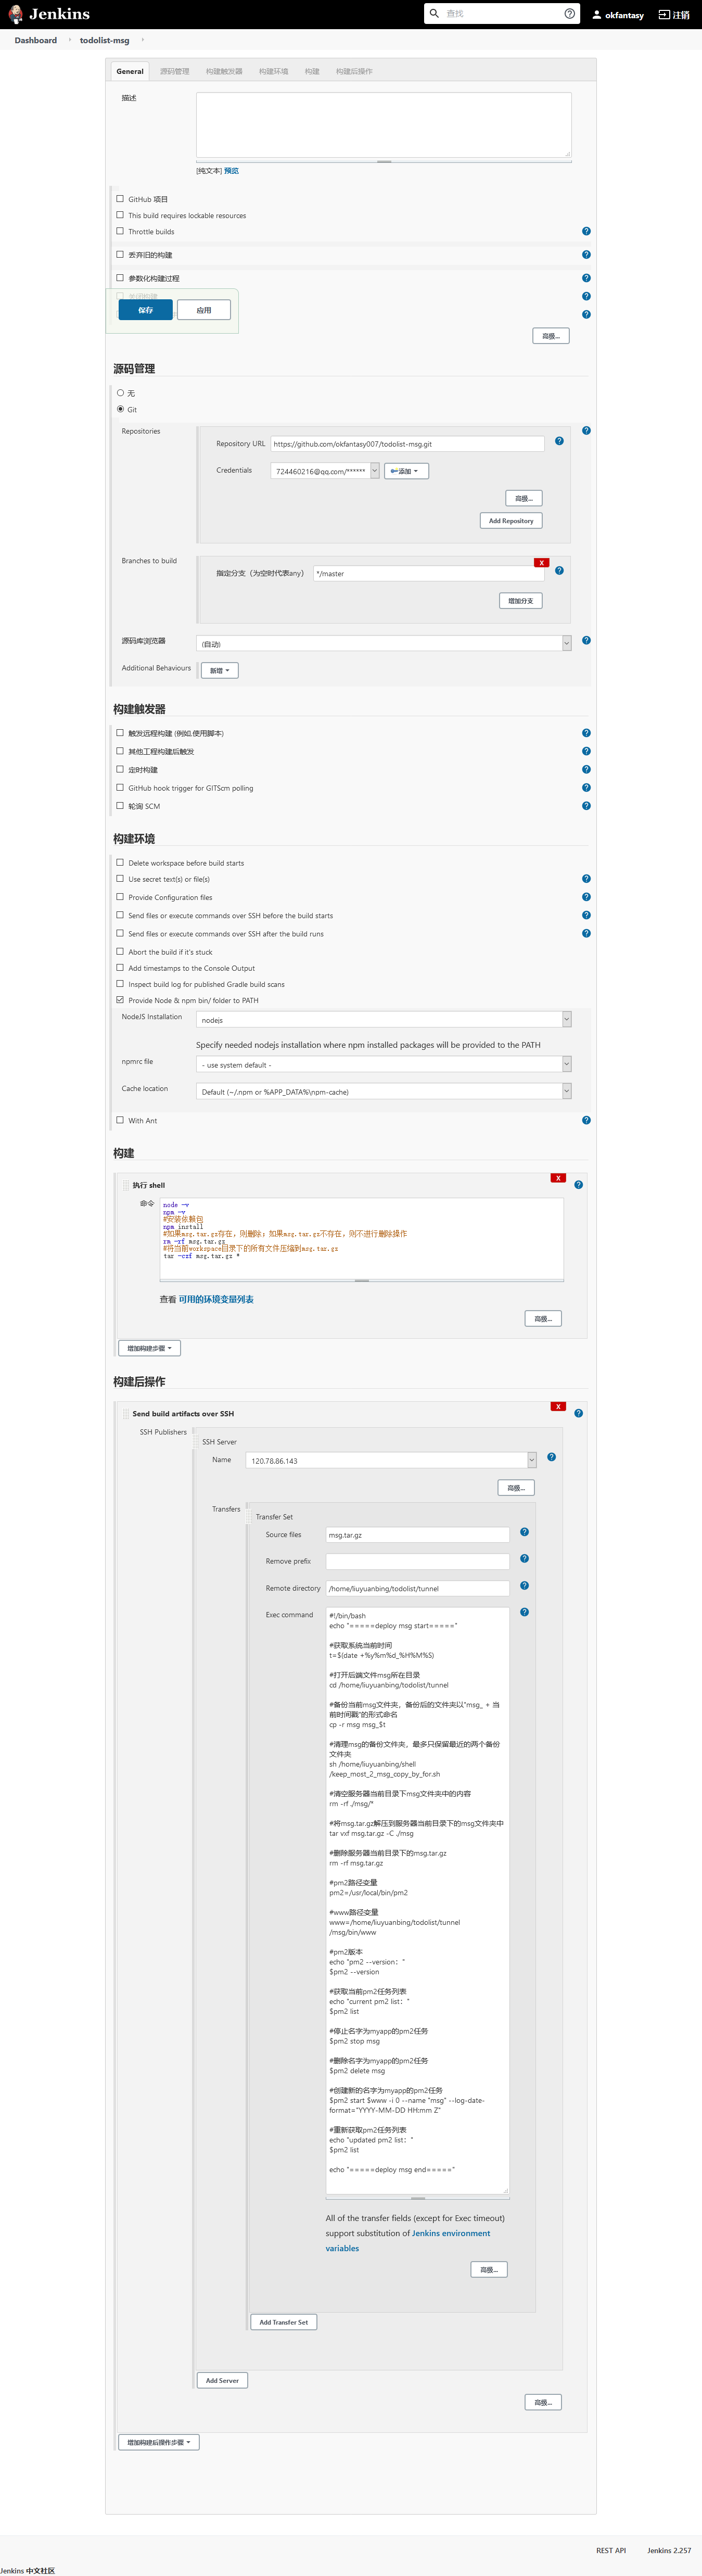 Jenkins
查找
okfantasy
注销
Dashboard
todolist-msg
General
源码管理
构建触发器
构建环境
构建
构建后操作
描述
[纯文本] 预览
GitHub 项目
This build requires lockable resources
Throttle builds
丢弃旧的构建
参数化构建过程
关闭构建
保存
应用
高级...
源码管理
无
Git
Repositories
Repository URL
https://github.com/okfantasy007/todolist-msg.git
Credentials
724460216@qq.com/******
添加
高级...
Add Repository
Branches to build
X
指定分支（为空时代表any）
*/master
增加分支
源码库浏览器
(自动)
Additional Behaviours
新增
构建触发器
触发远程构建 (例如,使用脚本)
其他工程构建后触发
定时构建
GitHub hook trigger for GITScm polling
轮询 SCM
构建环境
Delete workspace before build starts
Use secret text(s) or file(s)
Provide Configuration files
Send files or execute commands over SSH before the build starts
Send files or execute commands over SSH after the build runs
Abort the build if it's stuck
Add timestamps to the Console Output
Inspect build log for published Gradle build scans
Provide Node & npm bin/ folder to PATH
NodeJS Installation
nodejs
Specify needed nodejs installation where npm installed packages will be provided to the PATH
npmrc file
- use system default -
Cache location
Default (~/.npm or %APP_DATA%\npm-cache)
With Ant
构建
X
执行 shell
命令
node -v
npm -v
#安装依赖包
npm install
#如果msg.tar.gz存在，则删除；如果msg.tar.gz不存在，则不进行删除操作
rm -rf msg.tar.gz
#将当前workspace目录下的所有文件压缩到msg.tar.gz
tar -czf msg.tar.gz *
查看 可用的环境变量列表
高级...
增加构建步骤
构建后操作
X
Send build artifacts over SSH
SSH Publishers
SSH Server
Name
120.78.86.143
高级...
Transfers
Transfer Set
Source files
msg.tar.gz
Remove prefix
Remote directory
/home/liuyuanbing/todolist/tunnel
Exec command
#!/bin/bash
echo "=====deploy msg start====="
#获取系统当前时间
t=$(date +%y%m%d_%H%M%S)
#打开后端文件msg所在目录
cd /home/liuyuanbing/todolist/tunnel
#备份当前msg文件夹，备份后的文件夹以"msg_ + 当
前时间戳"的形式命名
cp -r msg msg_$t
#清理msg的备份文件夹，最多只保留最近的两个备份
文件夹
sh /home/liuyuanbing/shell
/keep_most_2_msg_copy_by_for.sh
#清空服务器当前目录下msg文件夹中的内容
rm -rf ./msg/*
#将msg.tar.gz解压到服务器当前目录下的msg文件夹中
tar vxf msg.tar.gz -C ./msg
#删除服务器当前目录下的msg.tar.gz
rm -rf msg.tar.gz
#pm2路径变量
pm2=/usr/local/bin/pm2
#www路径变量
www=/home/liuyuanbing/todolist/tunnel
/msg/bin/www
#pm2版本
echo "pm2 --version："
$pm2 --version
#获取当前pm2任务列表
echo "current pm2 list："
$pm2 list
#停止名字为myapp的pm2任务
$pm2 stop msg
#删除名字为myapp的pm2任务
$pm2 delete msg
#创建新的名字为myapp的pm2任务
$pm2 start $www -i 0 --name "msg" --log-date-
format="YYYY-MM-DD HH:mm Z"
#重新获取pm2任务列表
echo "updated pm2 list："
$pm2 list
echo "=====deploy msg end====="
All of the transfer fields (except for Exec timeout)
support substitution of Jenkins environment
variables
高级...
Add Transfer Set
Add Server
高级...
增加构建后操作步骤
REST API
Jenkins 2.257
Jenkins 中文社区